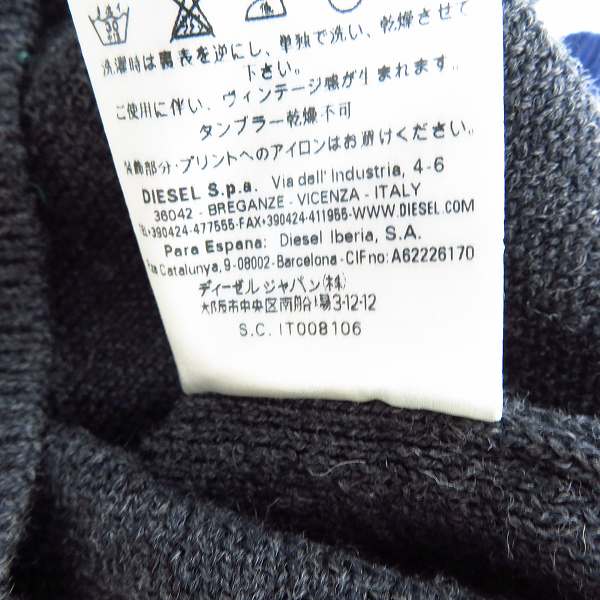 洗濯時は裏表を逆にし、単独で洗い、乾燥させて
下さい。
ご使用に伴い、ヴィンテージ感が生まれます。
タンブラー乾燥不可
装飾部分・プリントへのアイロンはお避けください。
DIESEL S.p.a. Via dall' Industria, 4-6
36042 - BREGANZE - VICENZA - ITALY
+390424-477555-FAX+390424-411955-WWW.DIESEL.COM
Para Espana: Diesel Iberia, S.A.
Catalunya, 9-08002-Barcelona-CIFno:A62226170
ディーゼルジャパン(株)
大阪市中央区南船場3-12-12
S.C. IT008106